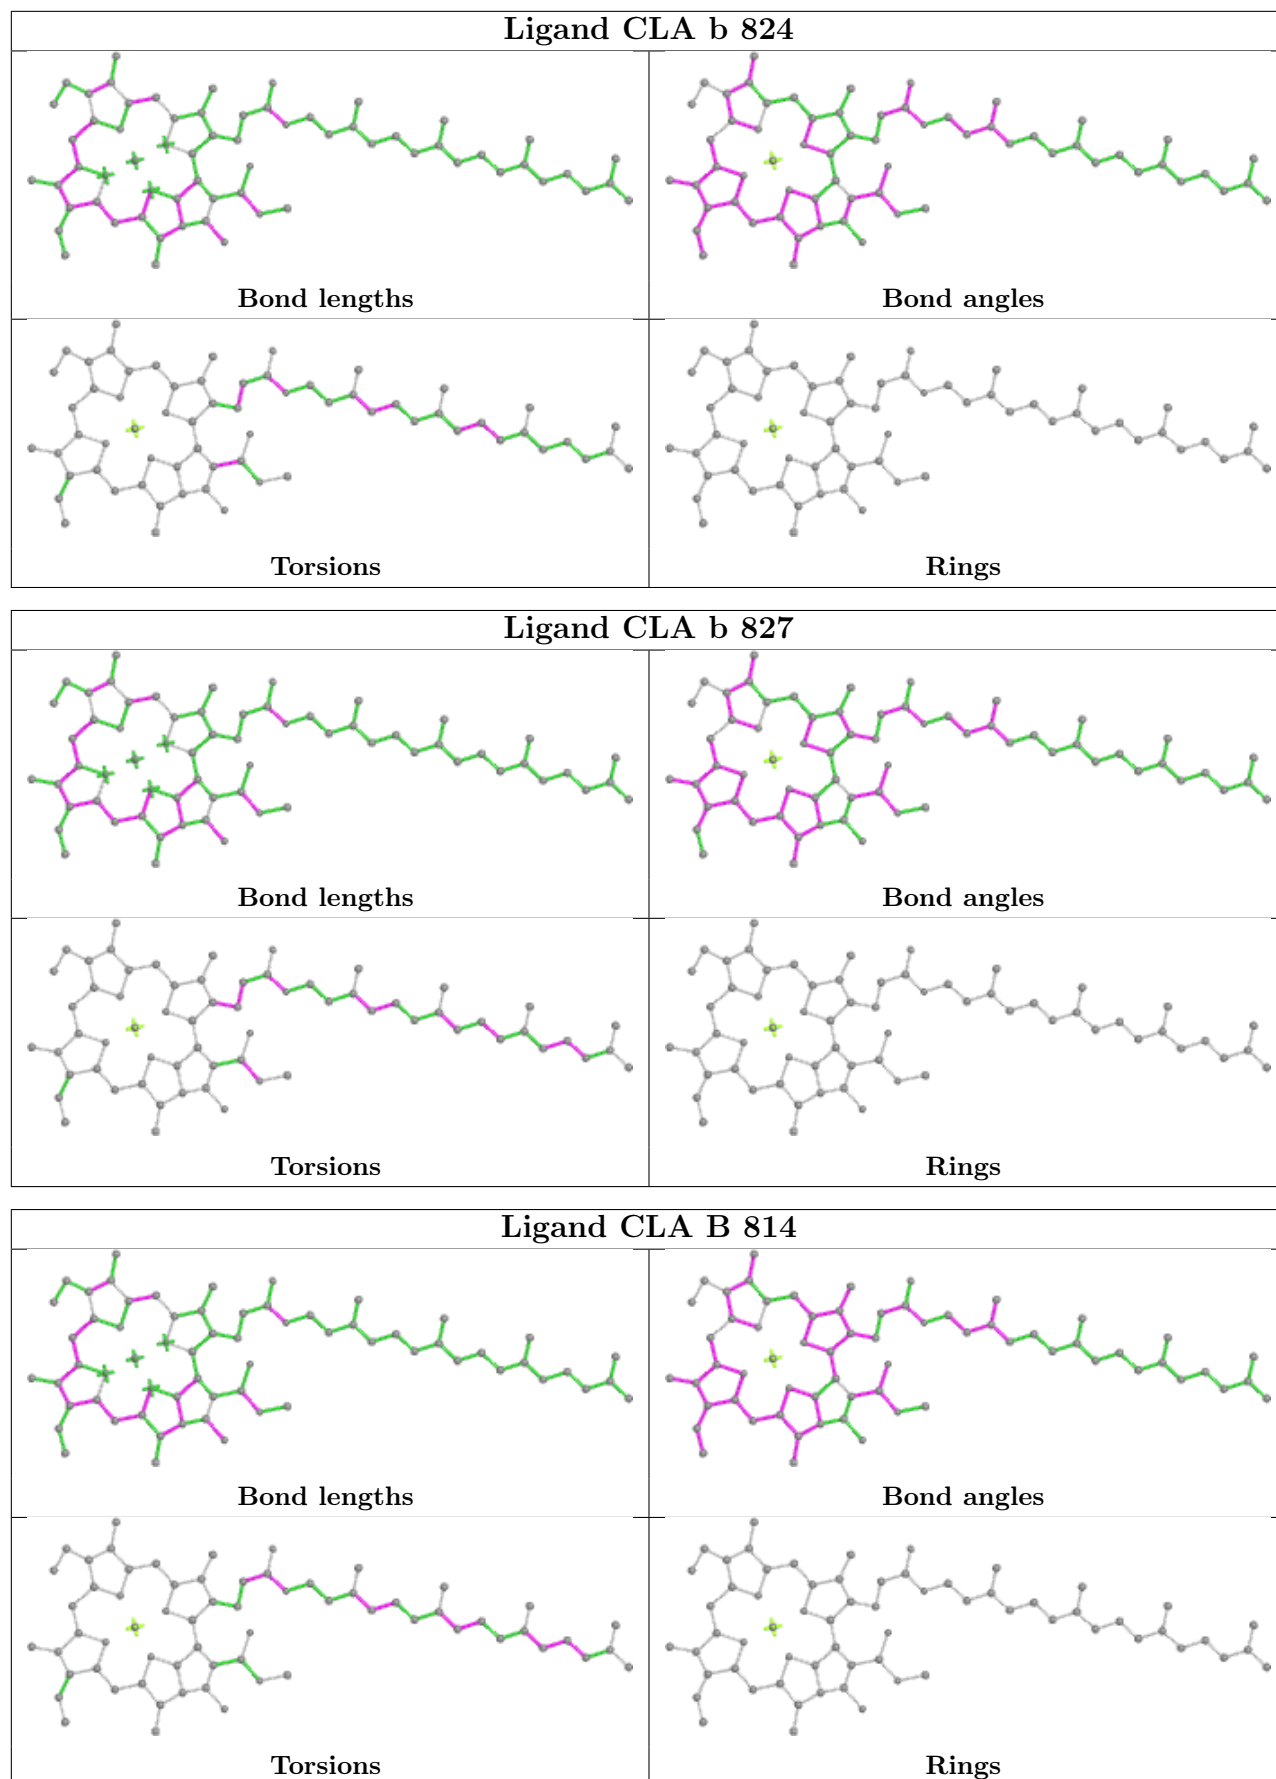 Ligand CLA b 824
Bond lengths
Bond angles
Torsions
Rings
Ligand CLA b 827
Bond lengths
Bond angles
Torsions
Rings
Ligand CLA B 814
Bond lengths
Bond angles
Torsions
Rings